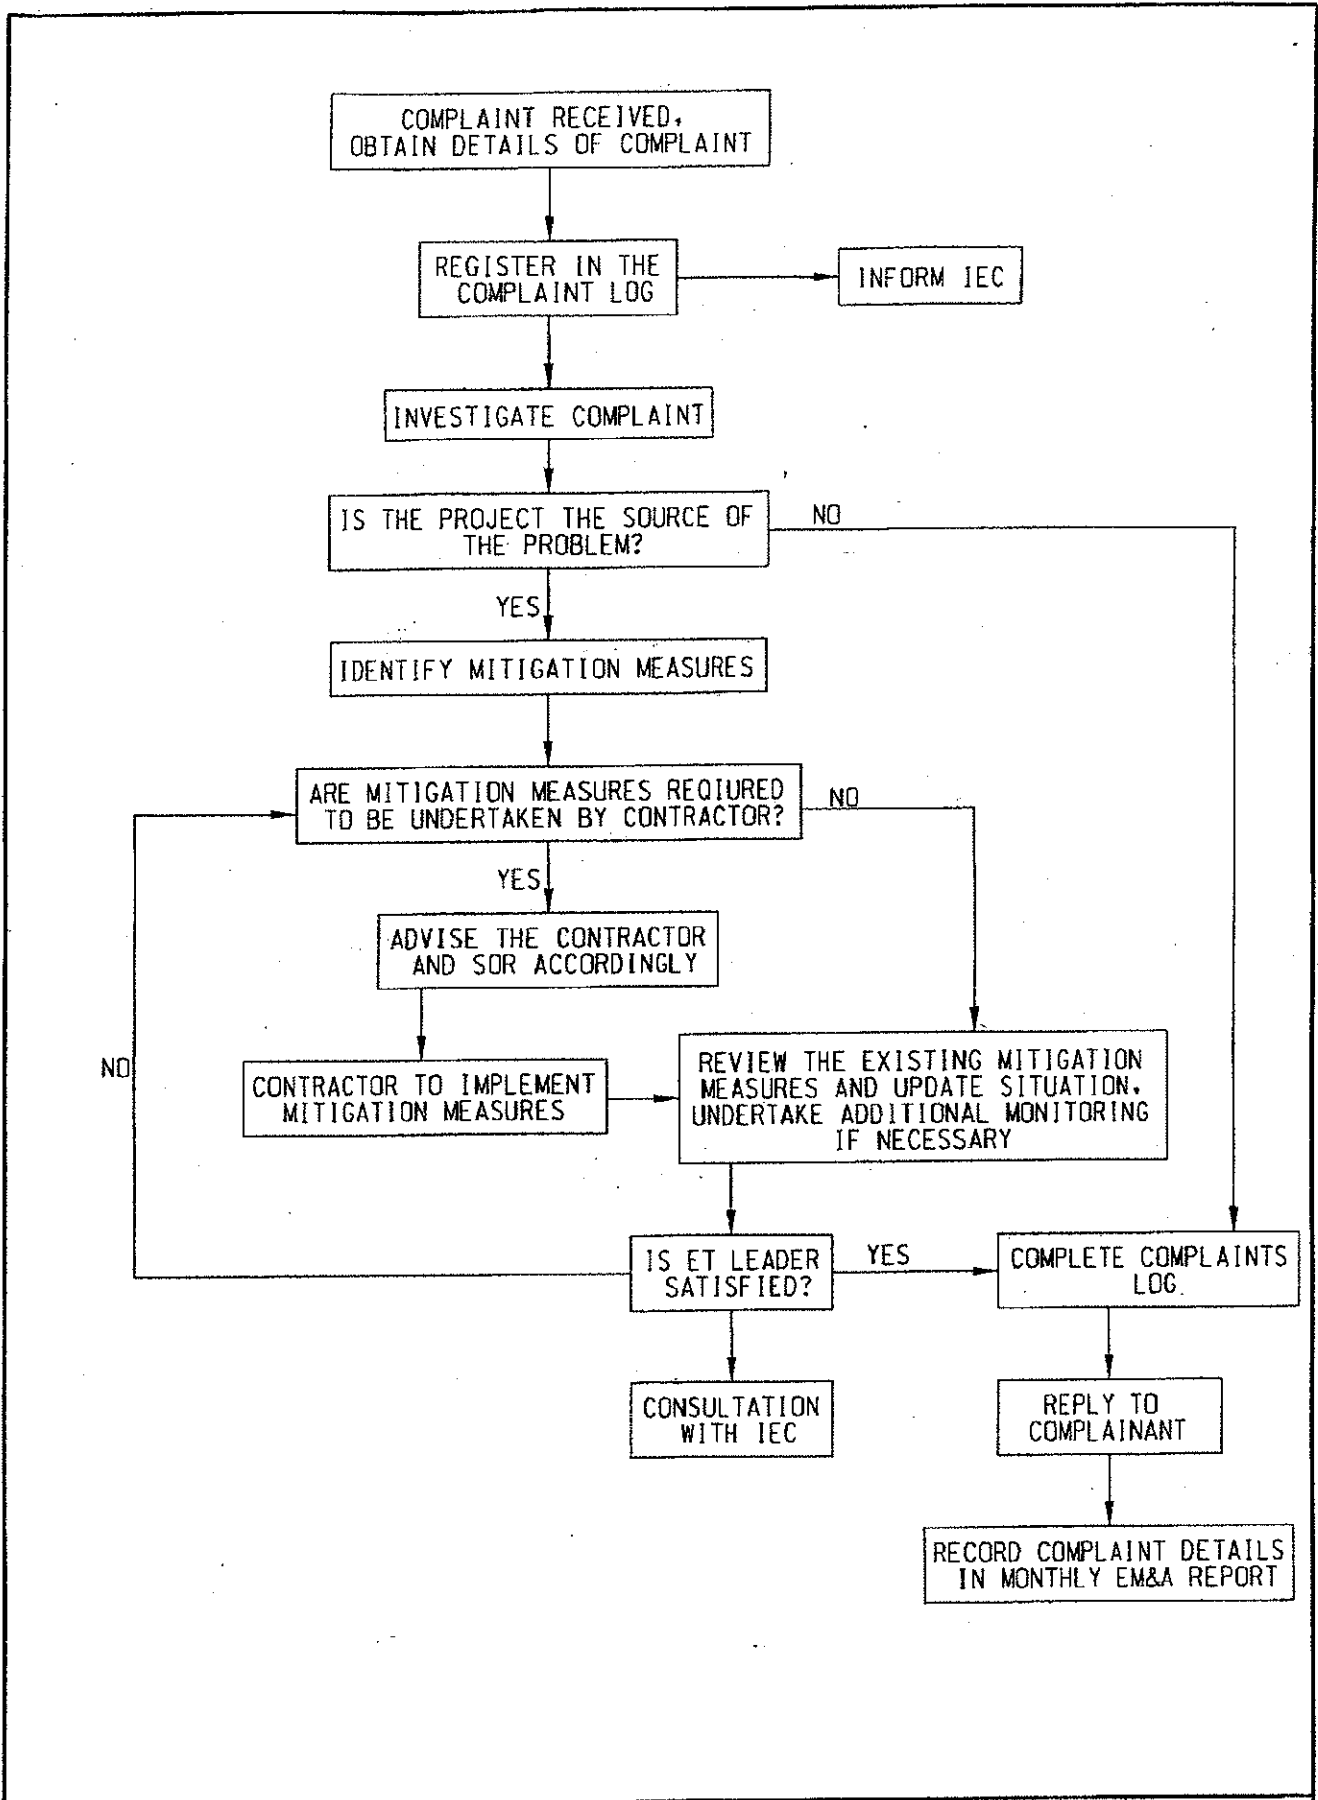 COMPLAINT RECEIVED,
OBTAIN DETAILS OF COMPLAINT
REGISTER IN THE
COMPLAINT LOG
INFORM IEC
INVESTIGATE COMPLAINT
IS THE PROJECT THE SOURCE OF
THE PROBLEM?
NO
YES
IDENTIFY MITIGATION MEASURES
ARE MITIGATION MEASURES REQIURED
TO BE UNDERTAKEN BY CONTRACTOR?
NO
YES
ADVISE THE CONTRACTOR
AND SOR ACCORDINGLY
NO
CONTRACTOR TO IMPLEMENT
MITIGATION MEASURES
REVIEW THE EXISTING MITIGATION
MEASURES AND UPDATE SITUATION.
UNDERTAKE ADDITIONAL MONITORING
IF NECESSARY
IS ET LEADER
SATISFIED?
YES
COMPLETE COMPLAINTS
LOG
CONSULTATION
WITH IEC
REPLY TO
COMPLAINANT
RECORD COMPLAINT DETAILS
IN MONTHLY EM&A REPORT